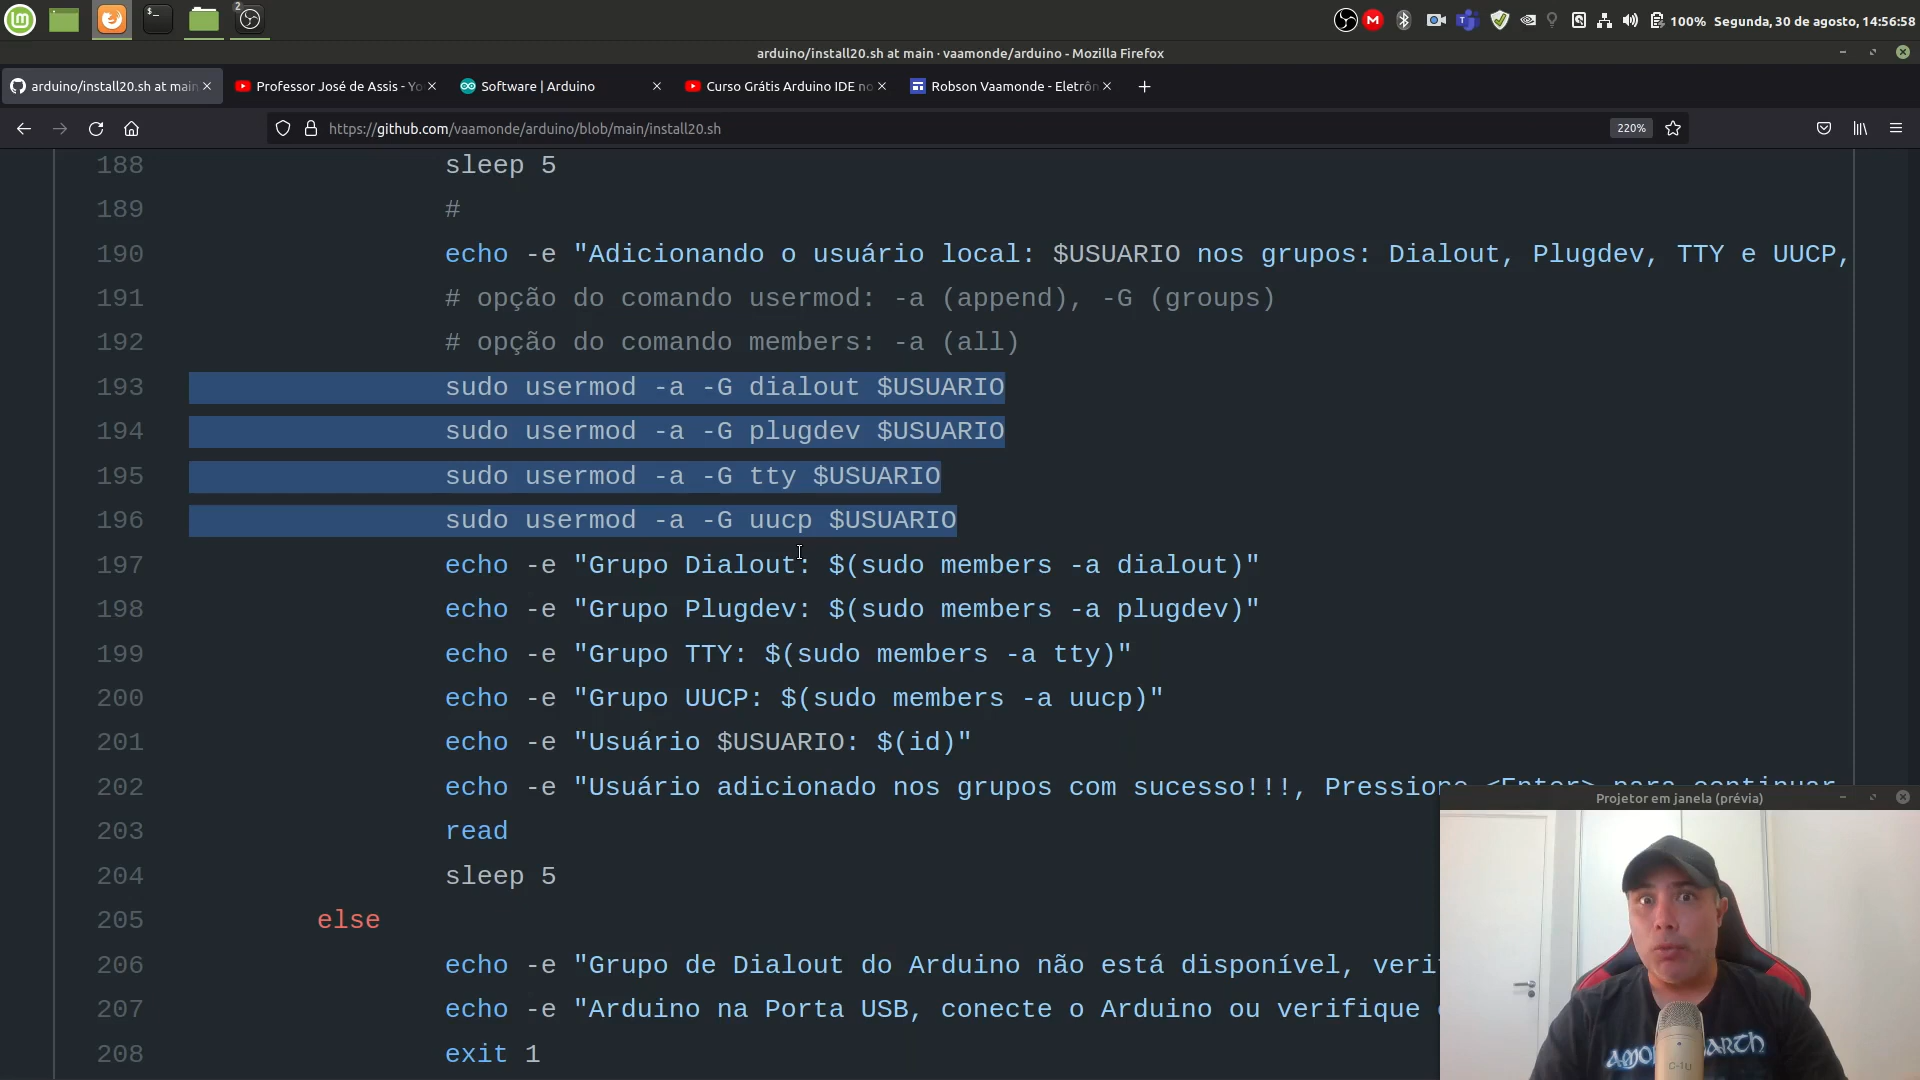 2
100% Segunda, 30 de agosto, 14:56:58
arduino/install20.sh at main · vaamonde/arduino - Mozilla Firefox
arduino/install20.sh at main
Professor José de Assis - Yo
Software | Arduino
Curso Grátis Arduino IDE no
Robson Vaamonde - Eletrôn
https://github.com/vaamonde/arduino/blob/main/install20.sh
220%
188 sleep 5
189 #
190 echo -e "Adicionando o usuário local: $USUARIO nos grupos: Dialout, Plugdev, TTY e UUCP,
191 # opção do comando usermod: -a (append), -G (groups)
192 # opção do comando members: -a (all)
193 sudo usermod -a -G dialout $USUARIO
194 sudo usermod -a -G plugdev $USUARIO
195 sudo usermod -a -G tty $USUARIO
196 sudo usermod -a -G uucp $USUARIO
197 echo -e "Grupo Dialout: $(sudo members -a dialout)"
198 echo -e "Grupo Plugdev: $(sudo members -a plugdev)"
199 echo -e "Grupo TTY: $(sudo members -a tty)"
200 echo -e "Grupo UUCP: $(sudo members -a uucp)"
201 echo -e "Usuário $USUARIO: $(id)"
202 echo -e "Usuário adicionado nos grupos com sucesso!!!, Pressione <Enter> para continuar
203 read
204 sleep 5
205 else
206 echo -e "Grupo de Dialout do Arduino não está disponível, veri
207 echo -e "Arduino na Porta USB, conecte o Arduino ou verifique
208 exit 1
Projetor em janela (prévia)
C-1U